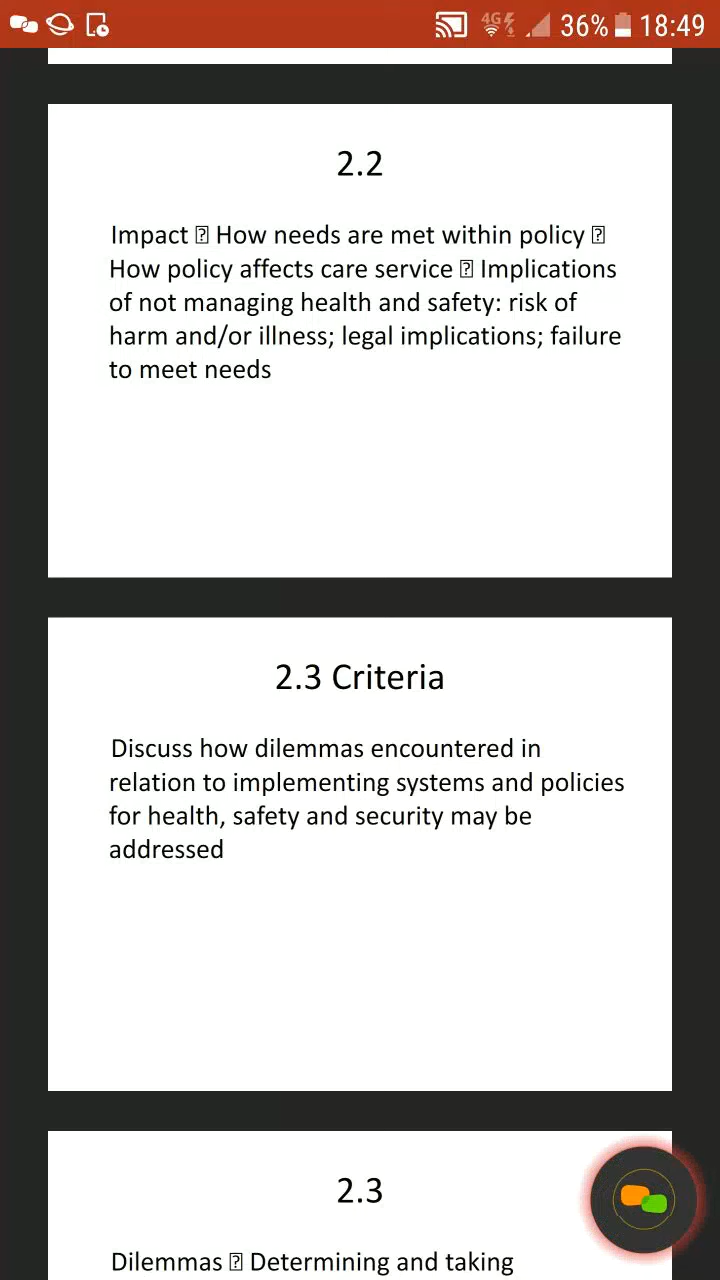 4G 36% 18:49
2.2
Impact ⍰ How needs are met within policy ⍰
How policy affects care service ⍰ Implications
of not managing health and safety: risk of
harm and/or illness; legal implications; failure
to meet needs
2.3 Criteria
Discuss how dilemmas encountered in
relation to implementing systems and policies
for health, safety and security may be
addressed
2.3
Dilemmas ⍰ Determining and taking